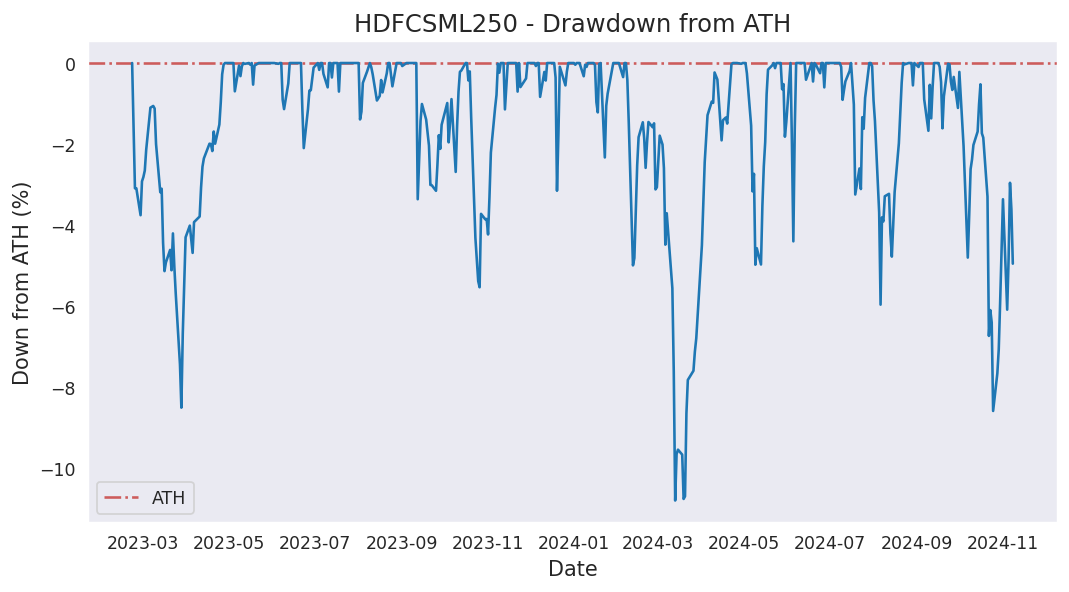 HDFCSML250 - Drawdown from ATH
Down from ATH (%)
0
−2
−4
−6
−8
−10
ATH
2023-03 2023-05 2023-07 2023-09 2023-11 2024-01 2024-03 2024-05 2024-07 2024-09 2024-11
Date